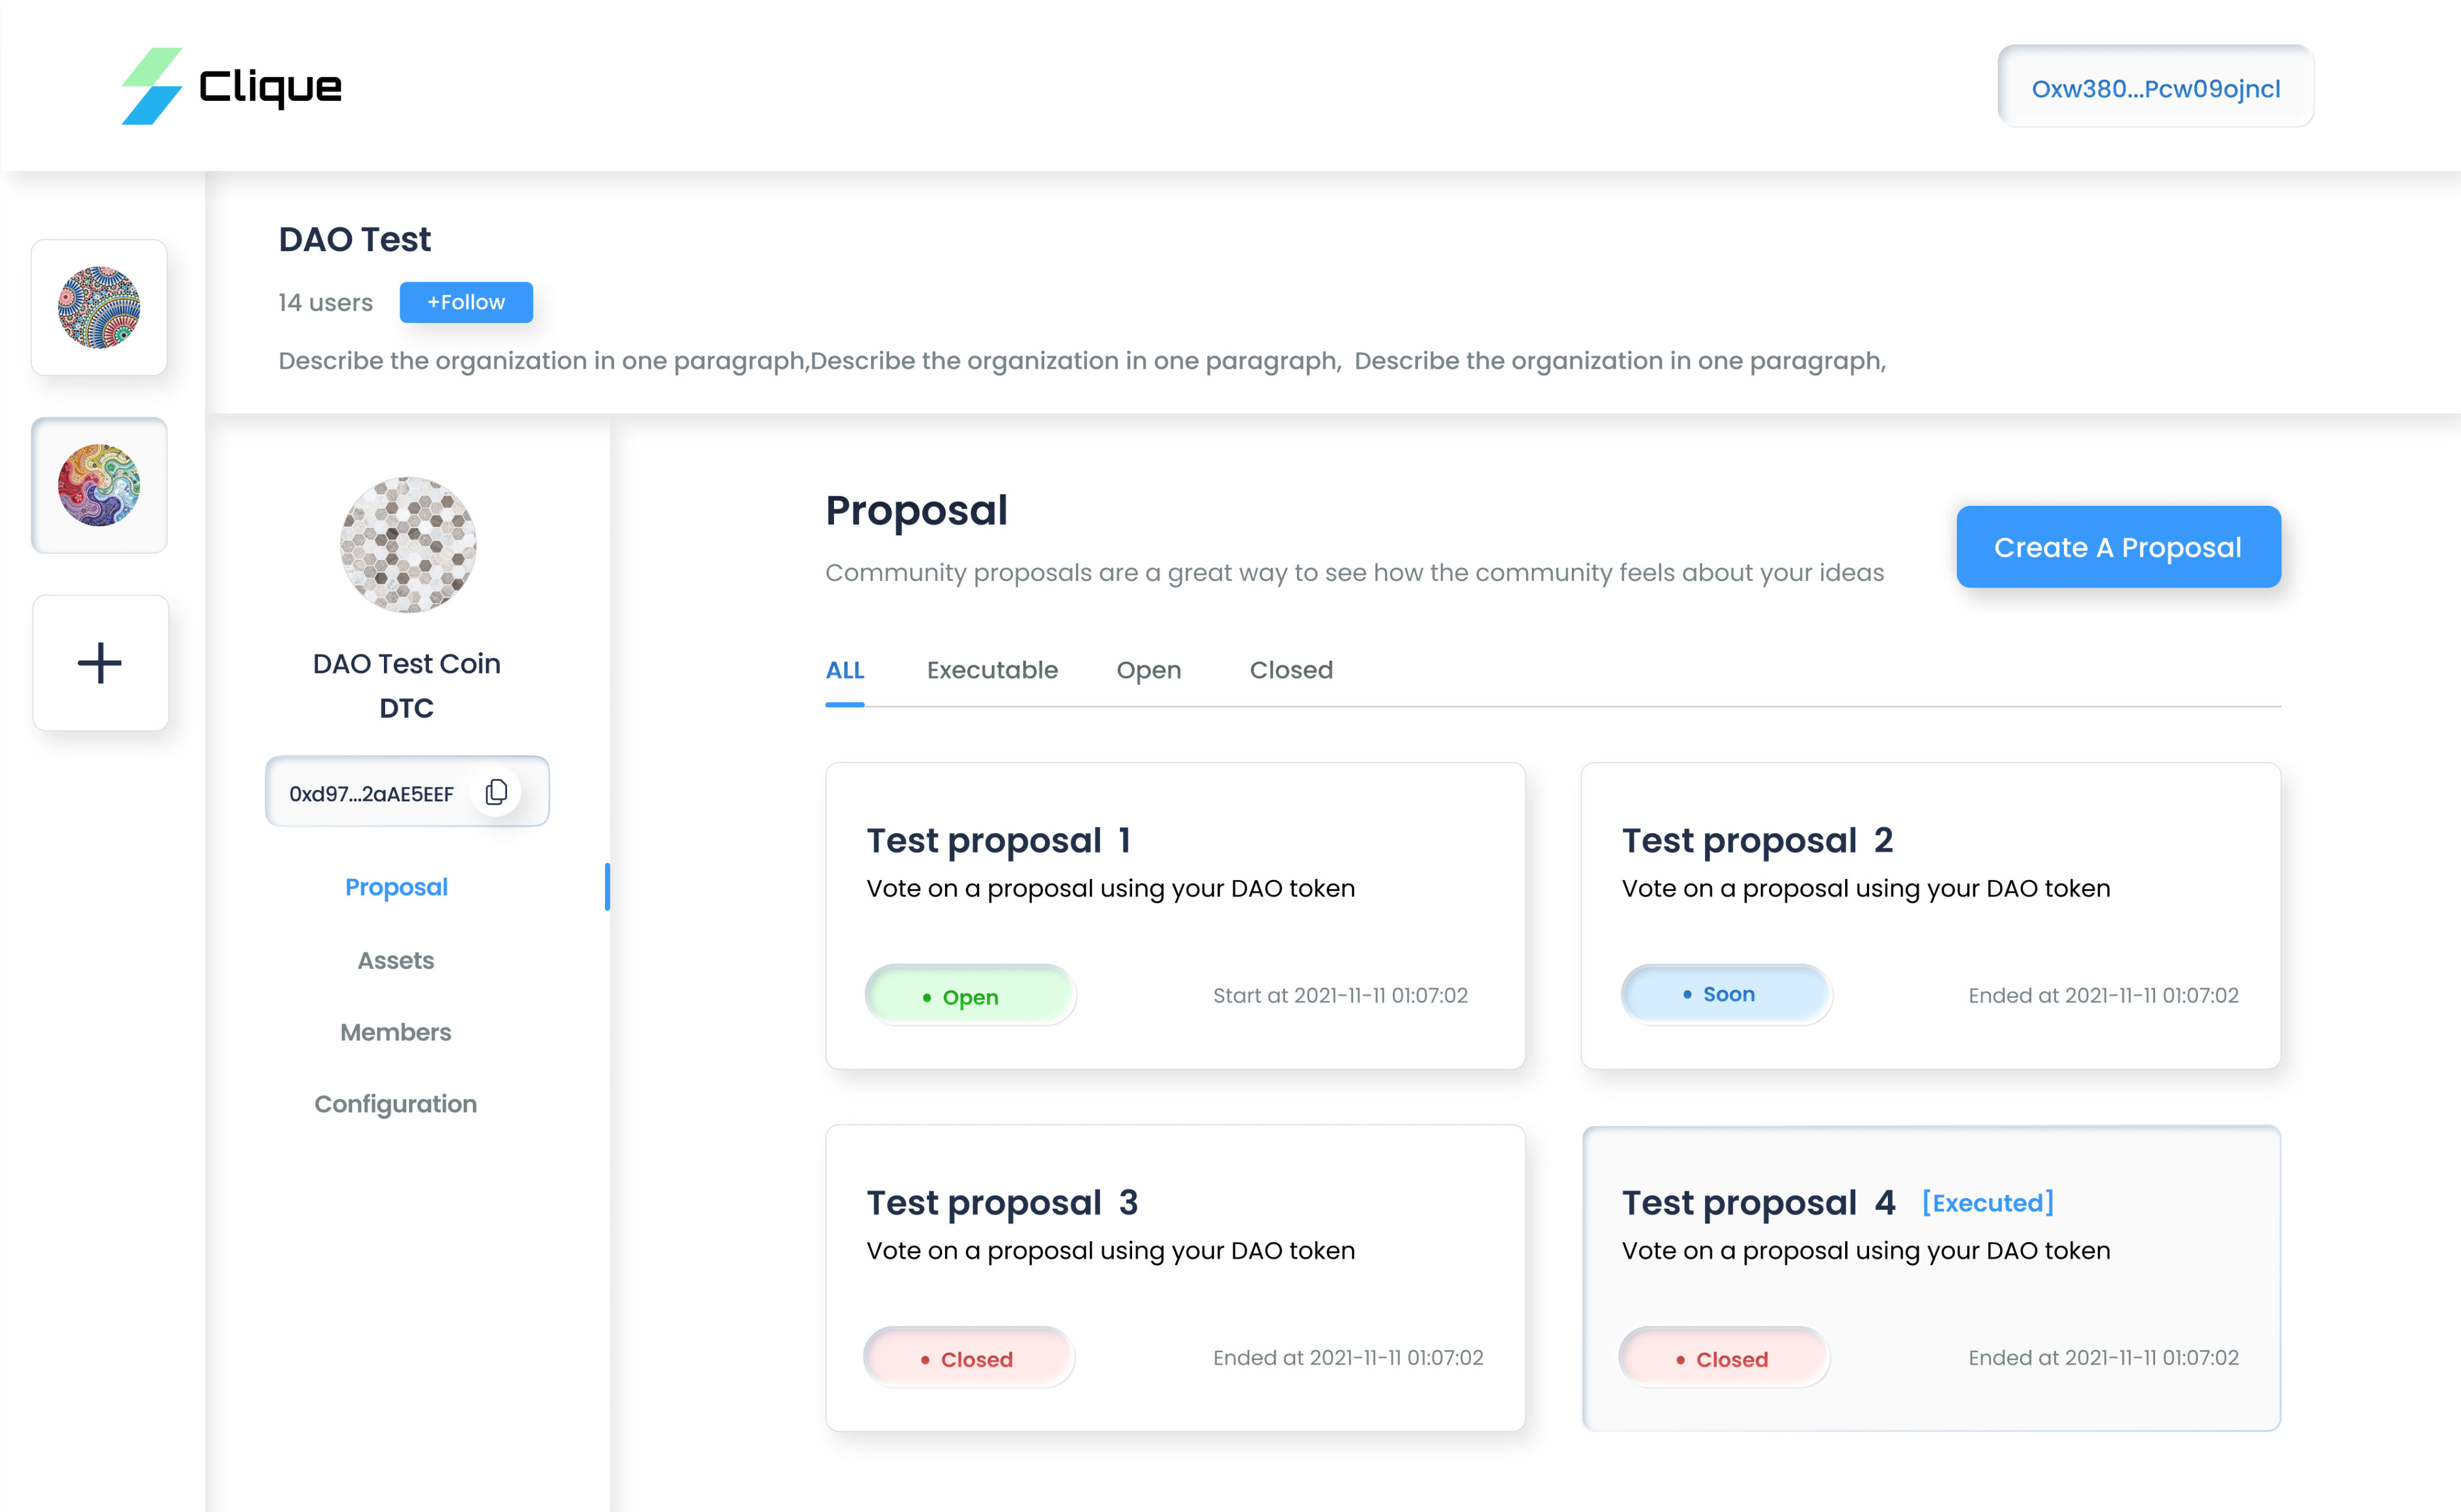 Clique
Oxw380...Pcw09ojncl
DAO Test
14 users
+Follow
Describe the organization in one paragraph,Describe the organization in one paragraph,  Describe the organization in one paragraph,
DAO Test Coin
DTC
0xd97...2aAE5EEF
Proposal
Assets
Members
Configuration
Proposal
Community proposals are a great way to see how the community feels about your ideas
Create A Proposal
ALL Executable Open Closed
Test proposal 1
Vote on a proposal using your DAO token
• Open
Start at 2021-11-11 01:07:02
Test proposal 2
Vote on a proposal using your DAO token
• Soon
Ended at 2021-11-11 01:07:02
Test proposal 3
Vote on a proposal using your DAO token
• Closed
Ended at 2021-11-11 01:07:02
Test proposal 4 [Executed]
Vote on a proposal using your DAO token
• Closed
Ended at 2021-11-11 01:07:02